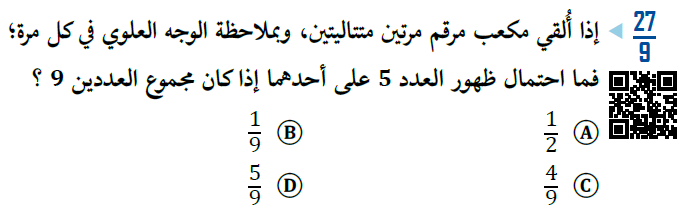 27/9 إذا أُلقي مكعب مرقم مرتين متتاليتين، وبملاحظة الوجه العلوي في كل مرة؛
فما احتمال ظهور العدد 5 على أحدهما إذا كان مجموع العددين 9 ؟
A 1/2 B 1/9
C 4/9 D 5/9